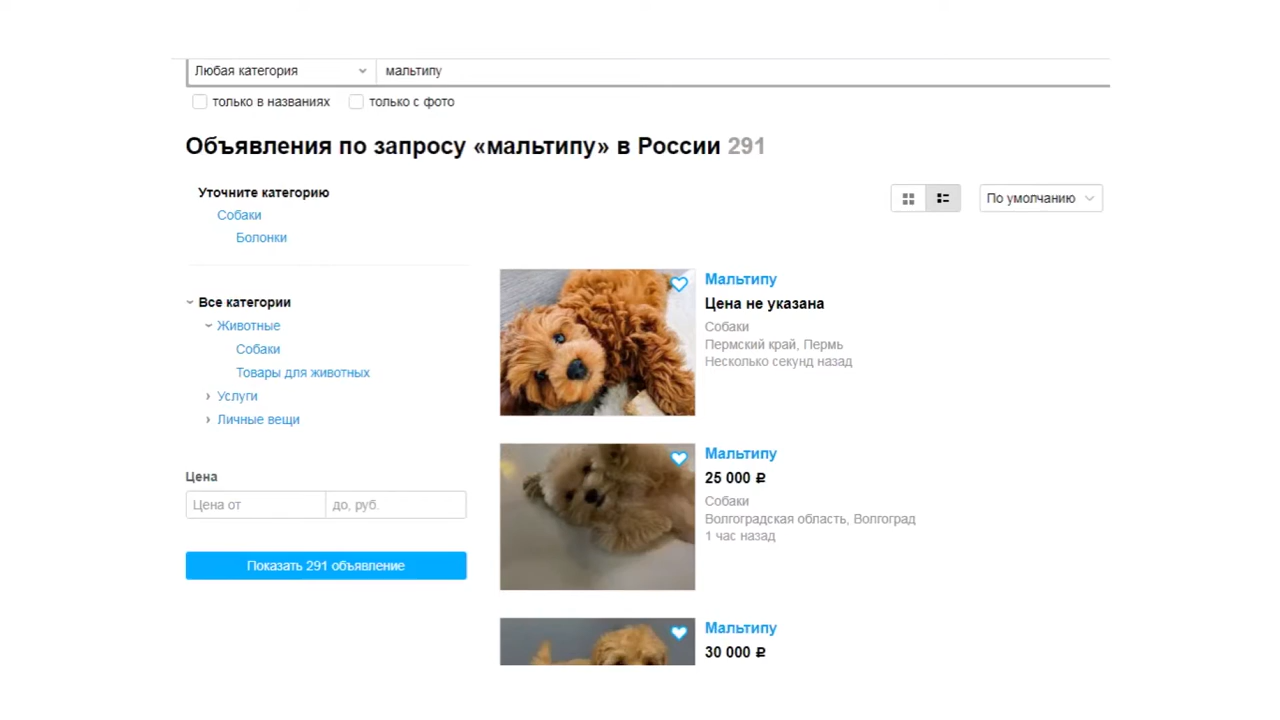 Любая категория
мальтипу
только в названиях
только с фото
Объявления по запросу «мальтипу» в России 291
Уточните категорию
Собаки
Болонки
По умолчанию
Все категории
Животные
Собаки
Товары для животных
Услуги
Личные вещи
Цена
Цена от
до, руб.
Показать 291 объявление
Мальтипу
Цена не указана
Собаки
Пермский край, Пермь
Несколько секунд назад
Мальтипу
25 000 ₽
Собаки
Волгоградская область, Волгоград
1 час назад
Мальтипу
30 000 ₽